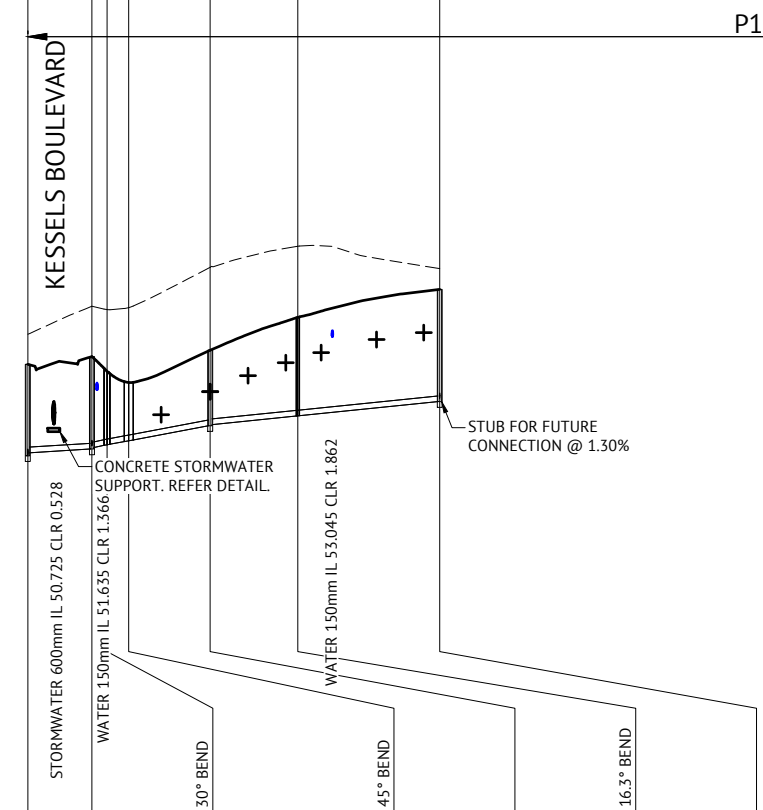 P1
KESSELS BOULEVARD
STUB FOR FUTURE
CONNECTION @ 1.30%
CONCRETE STORMWATER
SUPPORT. REFER DETAIL.
STORMWATER 600mm IL 50.725 CLR 0.528
WATER 150mm IL 51.635 CLR 1.366
WATER 150mm IL 53.045 CLR 1.862
30° BEND
45° BEND
16.3° BEND